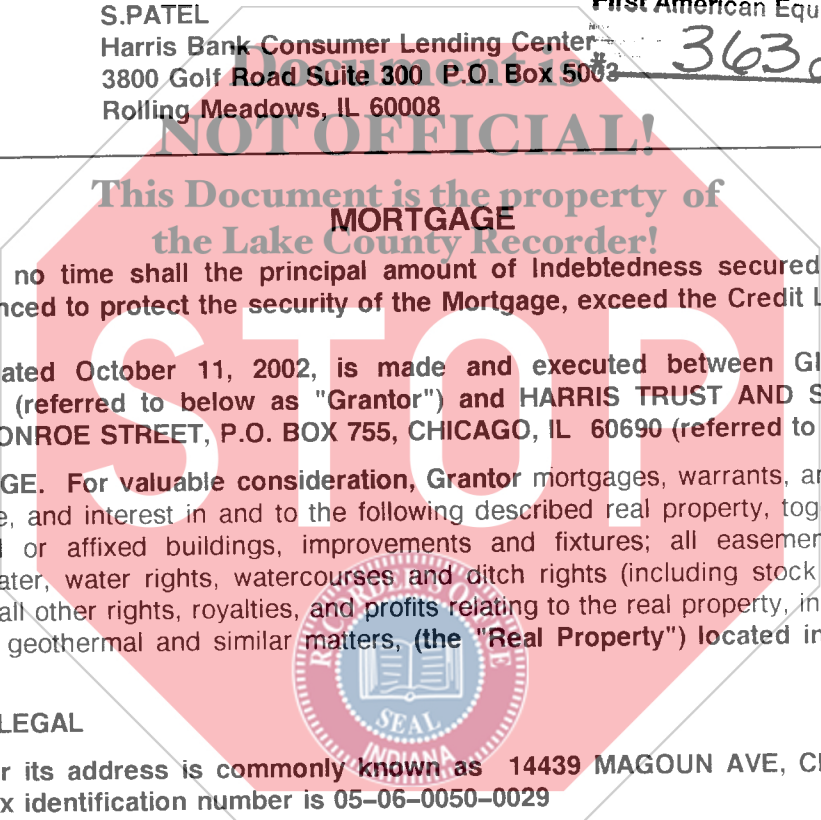 S.PATEL
First American Equ
Harris Bank Consumer Lending Center
# 363
3800 Golf Road Suite 300 P.O. Box 5003
Document is
Rolling Meadows, IL 60008
NOT OFFICIAL!
This Document is the property of
MORTGAGE
the Lake County Recorder!
no time shall the principal amount of Indebtedness secured
nced to protect the security of the Mortgage, exceed the Credit L
STOP
ated October 11, 2002, is made and executed between GI
(referred to below as "Grantor") and HARRIS TRUST AND S
ONROE STREET, P.O. BOX 755, CHICAGO, IL 60690 (referred to
GE. For valuable consideration, Grantor mortgages, warrants, an
e, and interest in and to the following described real property, tog
or affixed buildings, improvements and fixtures; all easemen
ater, water rights, watercourses and ditch rights (including stock
all other rights, royalties, and profits relating to the real property, in
geothermal and similar matters, (the "Real Property") located in
RECORDER OF OFFICE
SEAL
INDIANA
LEGAL
r its address is commonly known as 14439 MAGOUN AVE, C
x identification number is 05-06-0050-0029